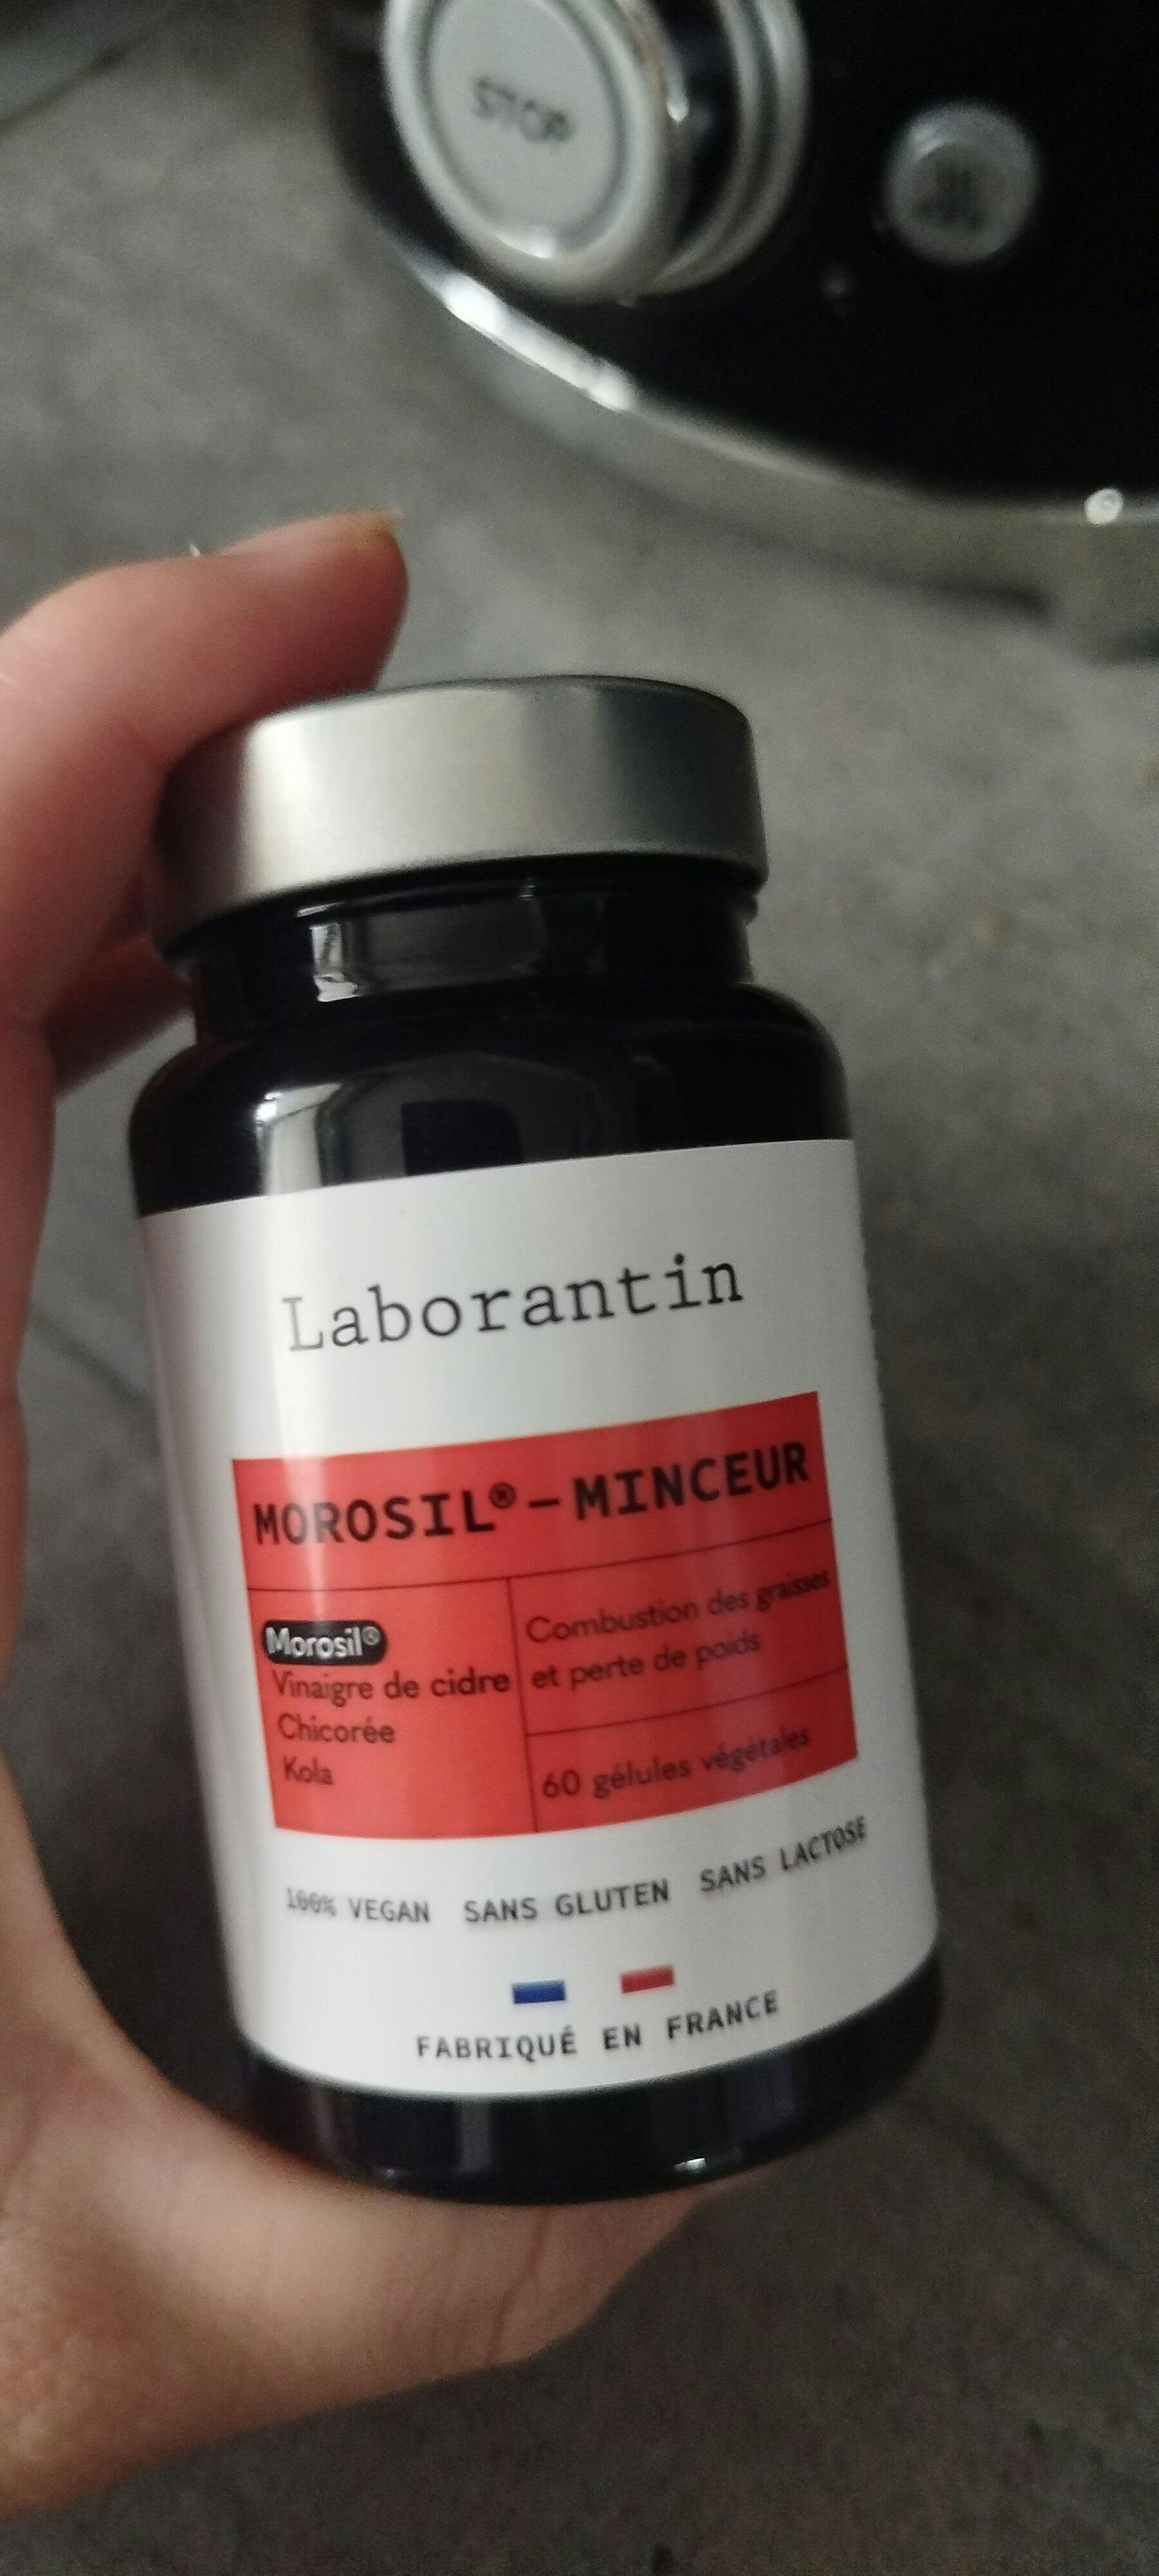 STOP
Laborantin
MOROSIL®-MINCEUR
Morosil®
Vinaigre de cidre
Chicorée
Kola
Combustion des graisses
et perte de poids
60 gélules végétales
100% VEGAN SANS GLUTEN SANS LACTOSE
FABRIQUÉ EN FRANCE